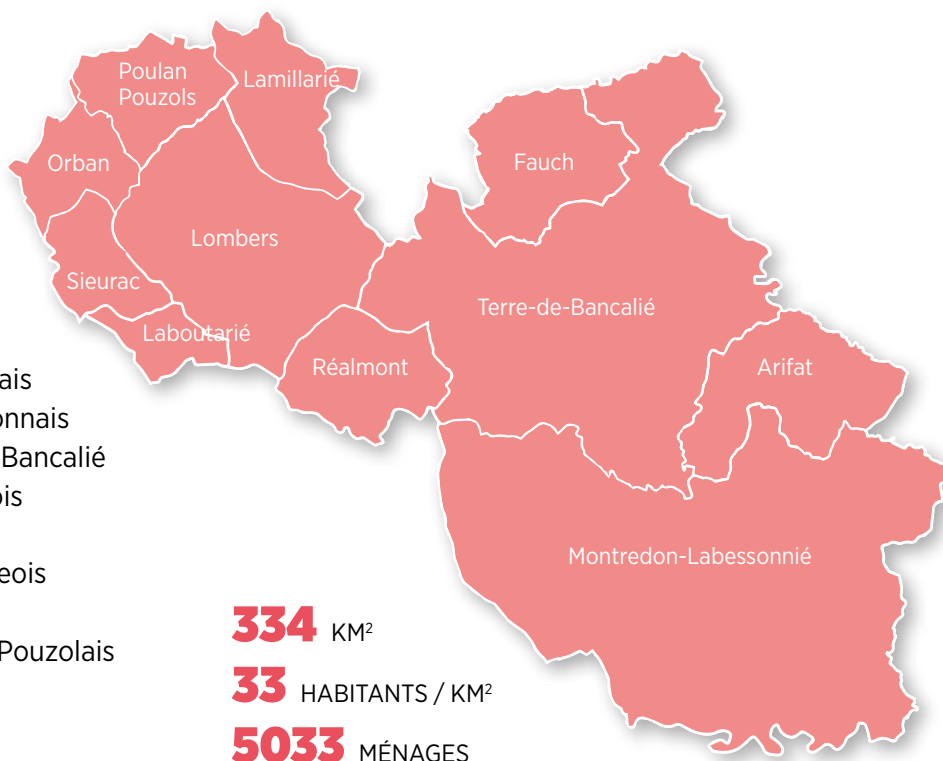 Poulan
Pouzols
Lamillarié
Orban
Fauch
Lombers
Sieurac
Terre-de-Bancalié
Laboutarié
Réalmont
Arifat
Montredon-Labessonnié
ais
onnais
Bancalié
ois
eois
Pouzolais
334 KM²
33 HABITANTS / KM²
5033 MÉNAGES